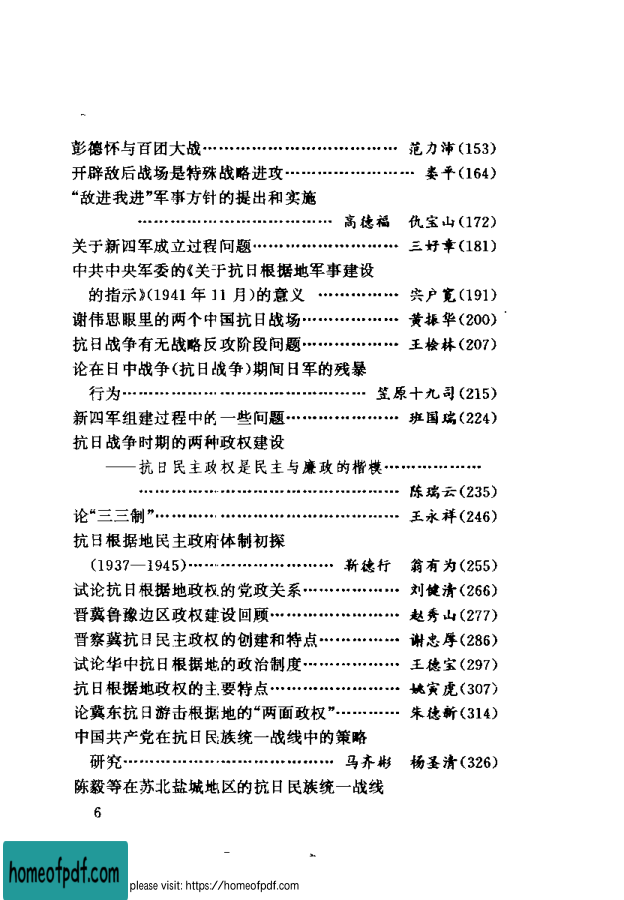 彭德怀与百团大战……………………………… 范力沛(153)
开辟敌后战场是特殊战略进攻…………………… 娄平(164)
“敌进我进”军事方针的提出和实施
……………………………… 高德福 仇宝山(172)
关于新四军成立过程问题……………………… 三好章(181)
中共中央军委的《关于抗日根据地军事建设
的指示》(1941 年 11 月)的意义 …………… 宍户宽(191)
谢伟思眼里的两个中国抗日战场……………… 黄振华(200)
抗日战争有无战略反攻阶段问题……………… 王桧林(207)
论在日中战争(抗日战争)期间日军的残暴
行为……………………………………… 笠原十九司(215)
新四军组建过程中的一些问题………………… 班国瑞(224)
抗日战争时期的两种政权建设
——抗日民主政权是民主与廉政的楷模………………
………………………………………… 陈瑞云(235)
论“三三制”……………………………………… 王永祥(246)
抗日根据地民主政府体制初探
(1937—1945)……………………… 靳德行 翁有为(255)
试论抗日根据地政权的党政关系……………… 刘健清(266)
晋冀鲁豫边区政权建设回顾…………………… 赵秀山(277)
晋察冀抗日民主政权的创建和特点…………… 谢忠厚(286)
试论华中抗日根据地的政治制度……………… 王德宝(297)
抗日根据地政权的主要特点…………………… 姚寅虎(307)
论冀东抗日游击根据地的“两面政权”………… 朱德新(314)
中国共产党在抗日民族统一战线中的策略
研究………………………………… 马齐彬 杨圣清(326)
陈毅等在苏北盐城地区的抗日民族统一战线
6
homeofpdf.com
please visit: https://homeofpdf.com